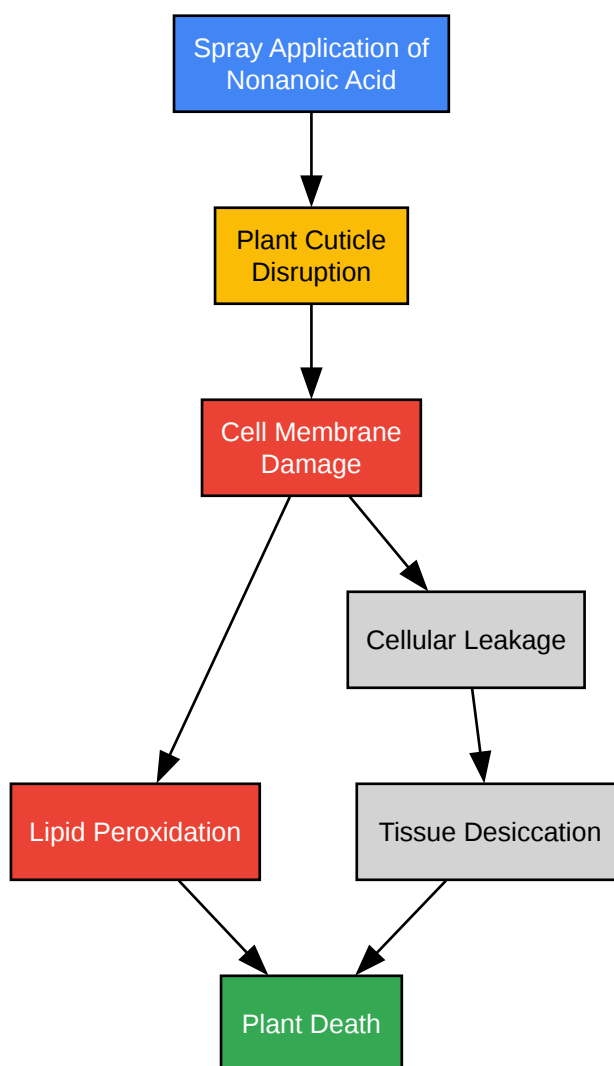 Spray Application of
Nonanoic Acid
Plant Cuticle
Disruption
Cell Membrane
Damage
Cellular Leakage
Lipid Peroxidation
Tissue Desiccation
Plant Death